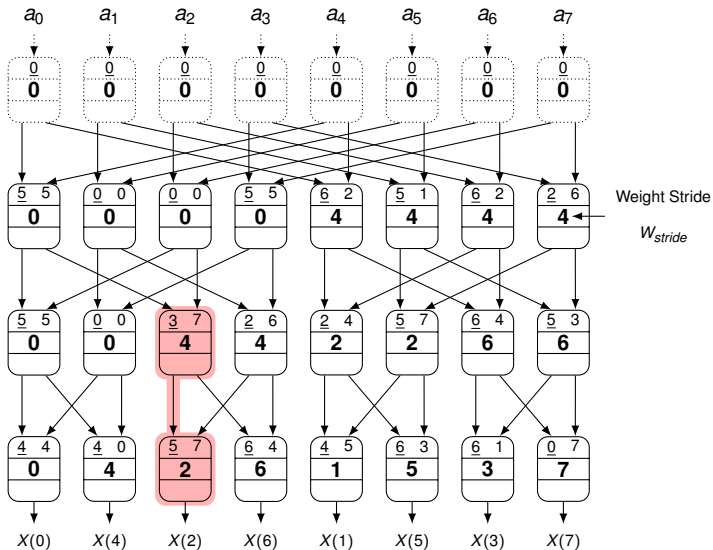 a0 a1 a2 a3 a4 a5 a6 a7
0 0 0 0 0 0 0 0
0 0 0 0 0 0 0 0
5 5 0 0 0 0 5 5 6 2 5 1 6 2 2 6
Weight Stride
0 0 0 0 4 4 4 4
Wstride
5 5 0 0 3 7 2 6 2 4 5 7 6 4 5 3
0 0 4 4 2 2 6 6
4 4 4 0 5 7 6 4 4 5 6 3 6 1 0 7
0 4 2 6 1 5 3 7
X(0) X(4) X(2) X(6) X(1) X(5) X(3) X(7)